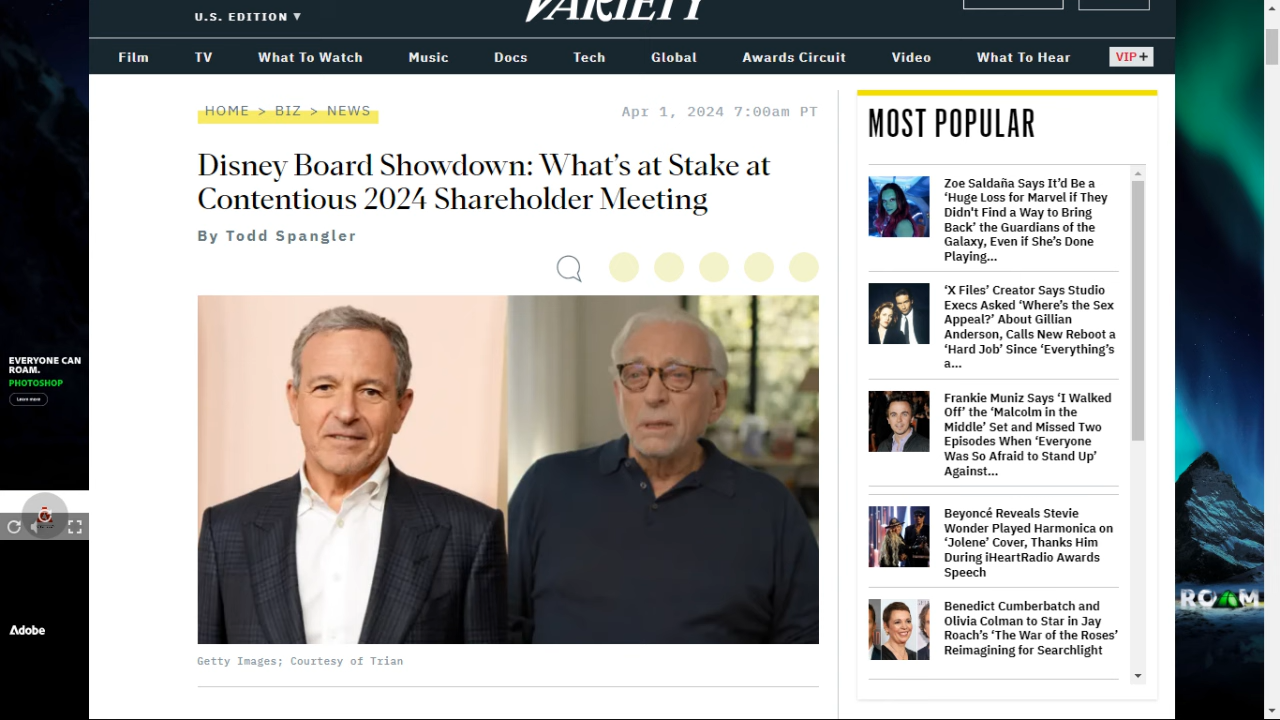 U.S. EDITION ▼
VARIETY
Film TV What To Watch Music Docs Tech Global Awards Circuit Video What To Hear VIP+
HOME > BIZ > NEWS
Apr 1, 2024 7:00am PT
Disney Board Showdown: What's at Stake at
Contentious 2024 Shareholder Meeting
By Todd Spangler
Getty Images; Courtesy of Trian
MOST POPULAR
Zoe Saldaña Says It'd Be a
'Huge Loss for Marvel if They
Didn't Find a Way to Bring
Back' the Guardians of the
Galaxy, Even if She's Done
Playing...
'X Files' Creator Says Studio
Execs Asked 'Where's the Sex
Appeal?' About Gillian
Anderson, Calls New Reboot a
'Hard Job' Since 'Everything's
a...
Frankie Muniz Says 'I Walked
Off' the 'Malcolm in the
Middle' Set and Missed Two
Episodes When 'Everyone
Was So Afraid to Stand Up'
Against...
Beyoncé Reveals Stevie
Wonder Played Harmonica on
'Jolene' Cover, Thanks Him
During iHeartRadio Awards
Speech
Benedict Cumberbatch and
Olivia Colman to Star in Jay
Roach's 'The War of the Roses'
Reimagining for Searchlight
EVERYONE CAN
ROAM.
PHOTOSHOP
Learn more
Adobe
ROAM